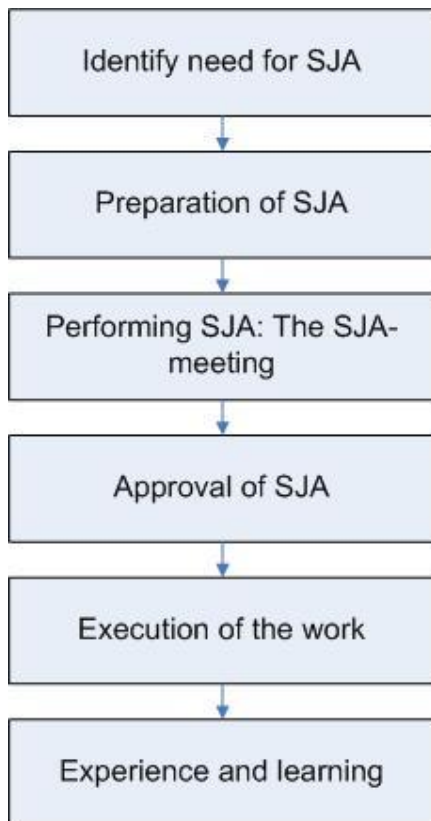 Identify need for SJA
Preparation of SJA
Performing SJA: The SJA-
meeting
Approval of SJA
Execution of the work
Experience and learning